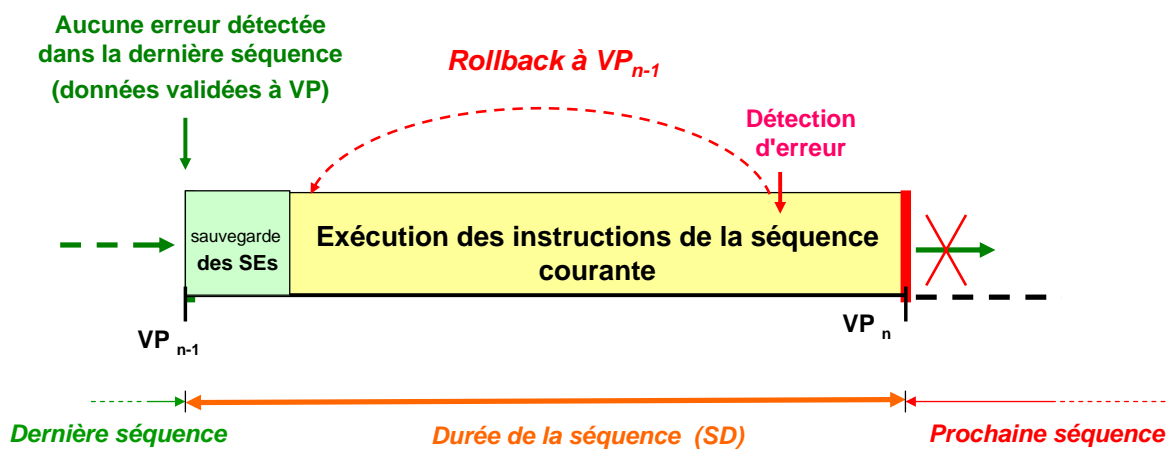 Aucune erreur détectée
dans la dernière séquence
(données validées à VP)
Rollback à VPn-1
Détection
d'erreur
sauvegarde
des SEs
Exécution des instructions de la séquence
courante
VP n-1
VP n
Dernière séquence
Durée de la séquence (SD)
Prochaine séquence